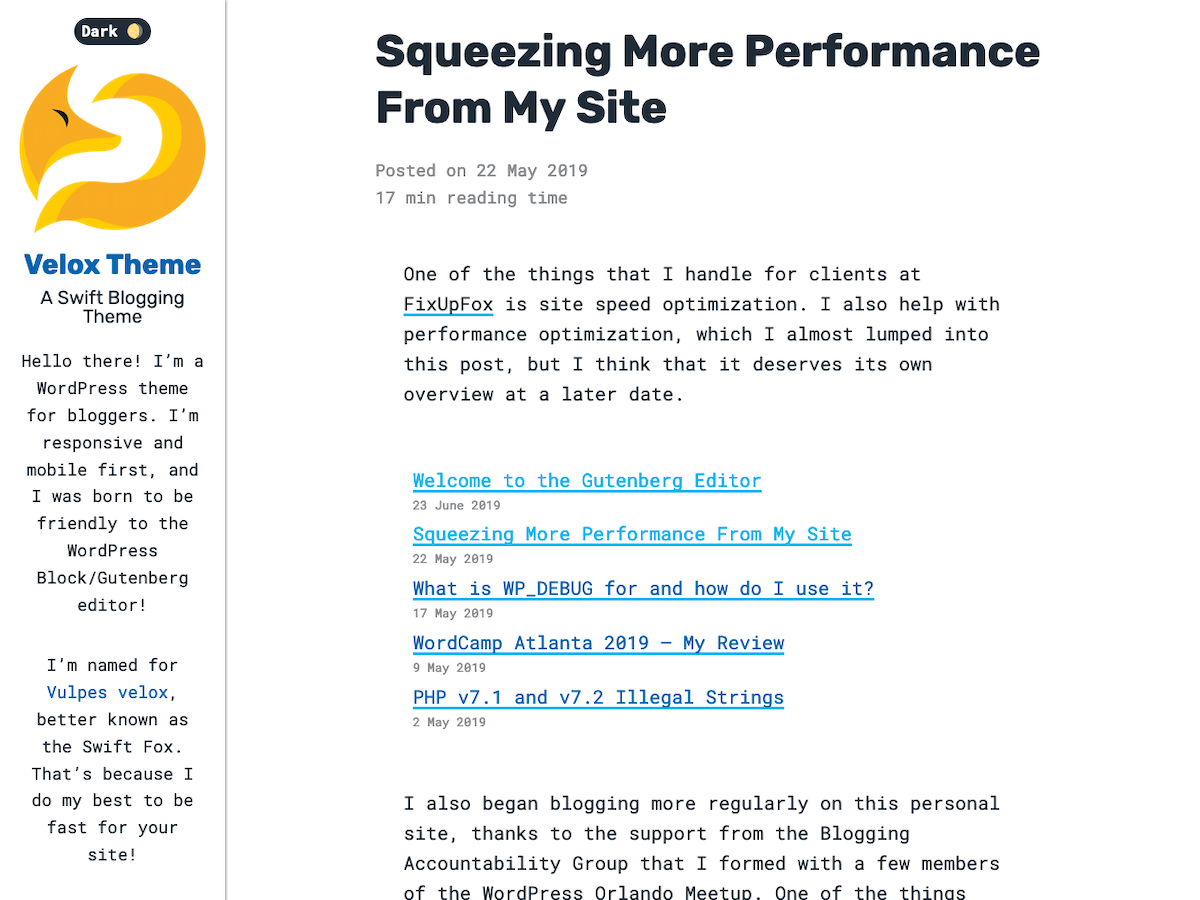 Dark
Velox Theme
A Swift Blogging
Theme
Hello there! I’m a
WordPress theme
for bloggers. I’m
responsive and
mobile first, and
I was born to be
friendly to the
WordPress
Block/Gutenberg
editor!
I’m named for
Vulpes velox,
better known as
the Swift Fox.
That’s because I
do my best to be
fast for your
site!
Squeezing More Performance
From My Site
Posted on 22 May 2019
17 min reading time
One of the things that I handle for clients at
FixUpFox is site speed optimization. I also help with
performance optimization, which I almost lumped into
this post, but I think that it deserves its own
overview at a later date.
Welcome to the Gutenberg Editor
23 June 2019
Squeezing More Performance From My Site
22 May 2019
What is WP_DEBUG for and how do I use it?
17 May 2019
WordCamp Atlanta 2019 – My Review
9 May 2019
PHP v7.1 and v7.2 Illegal Strings
2 May 2019
I also began blogging more regularly on this personal
site, thanks to the support from the Blogging
Accountability Group that I formed with a few members
of the WordPress Orlando Meetup. One of the things